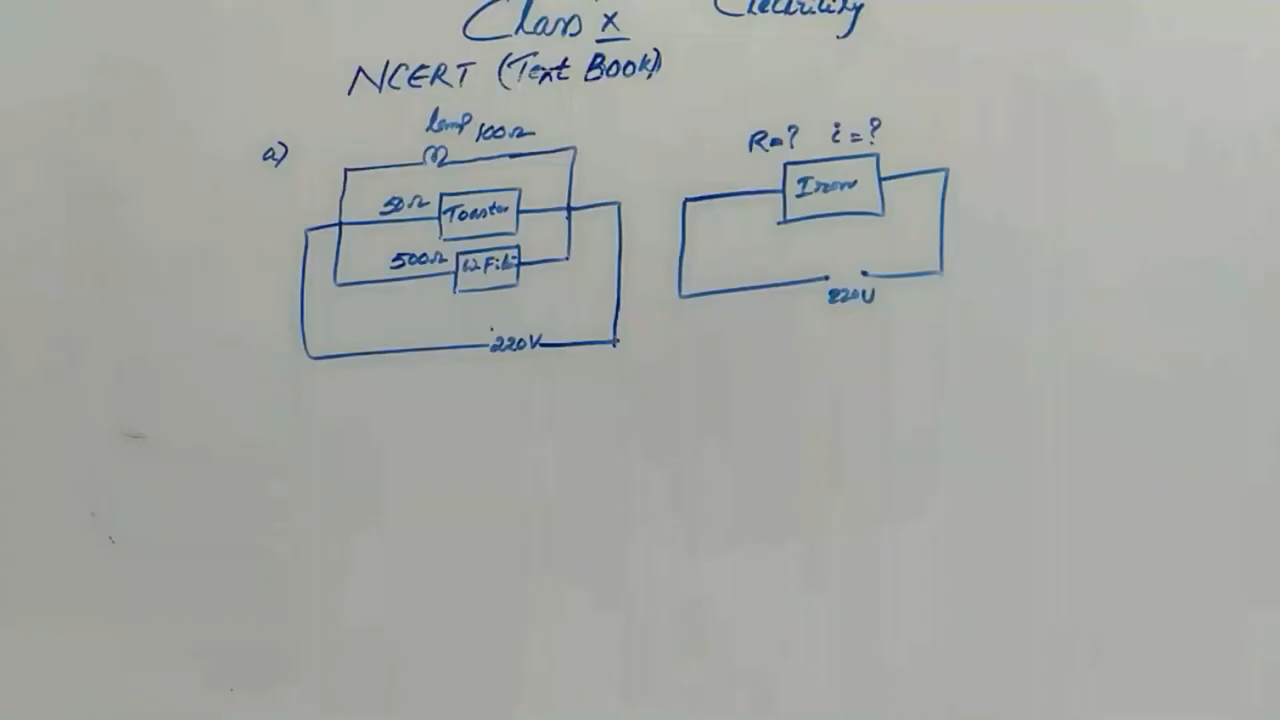 Class X Electricity
NCERT (Text Book)
a)
lamp 100Ω
50Ω Toaster
500Ω W.Filt
220V
R=? i=?
Iron
220V